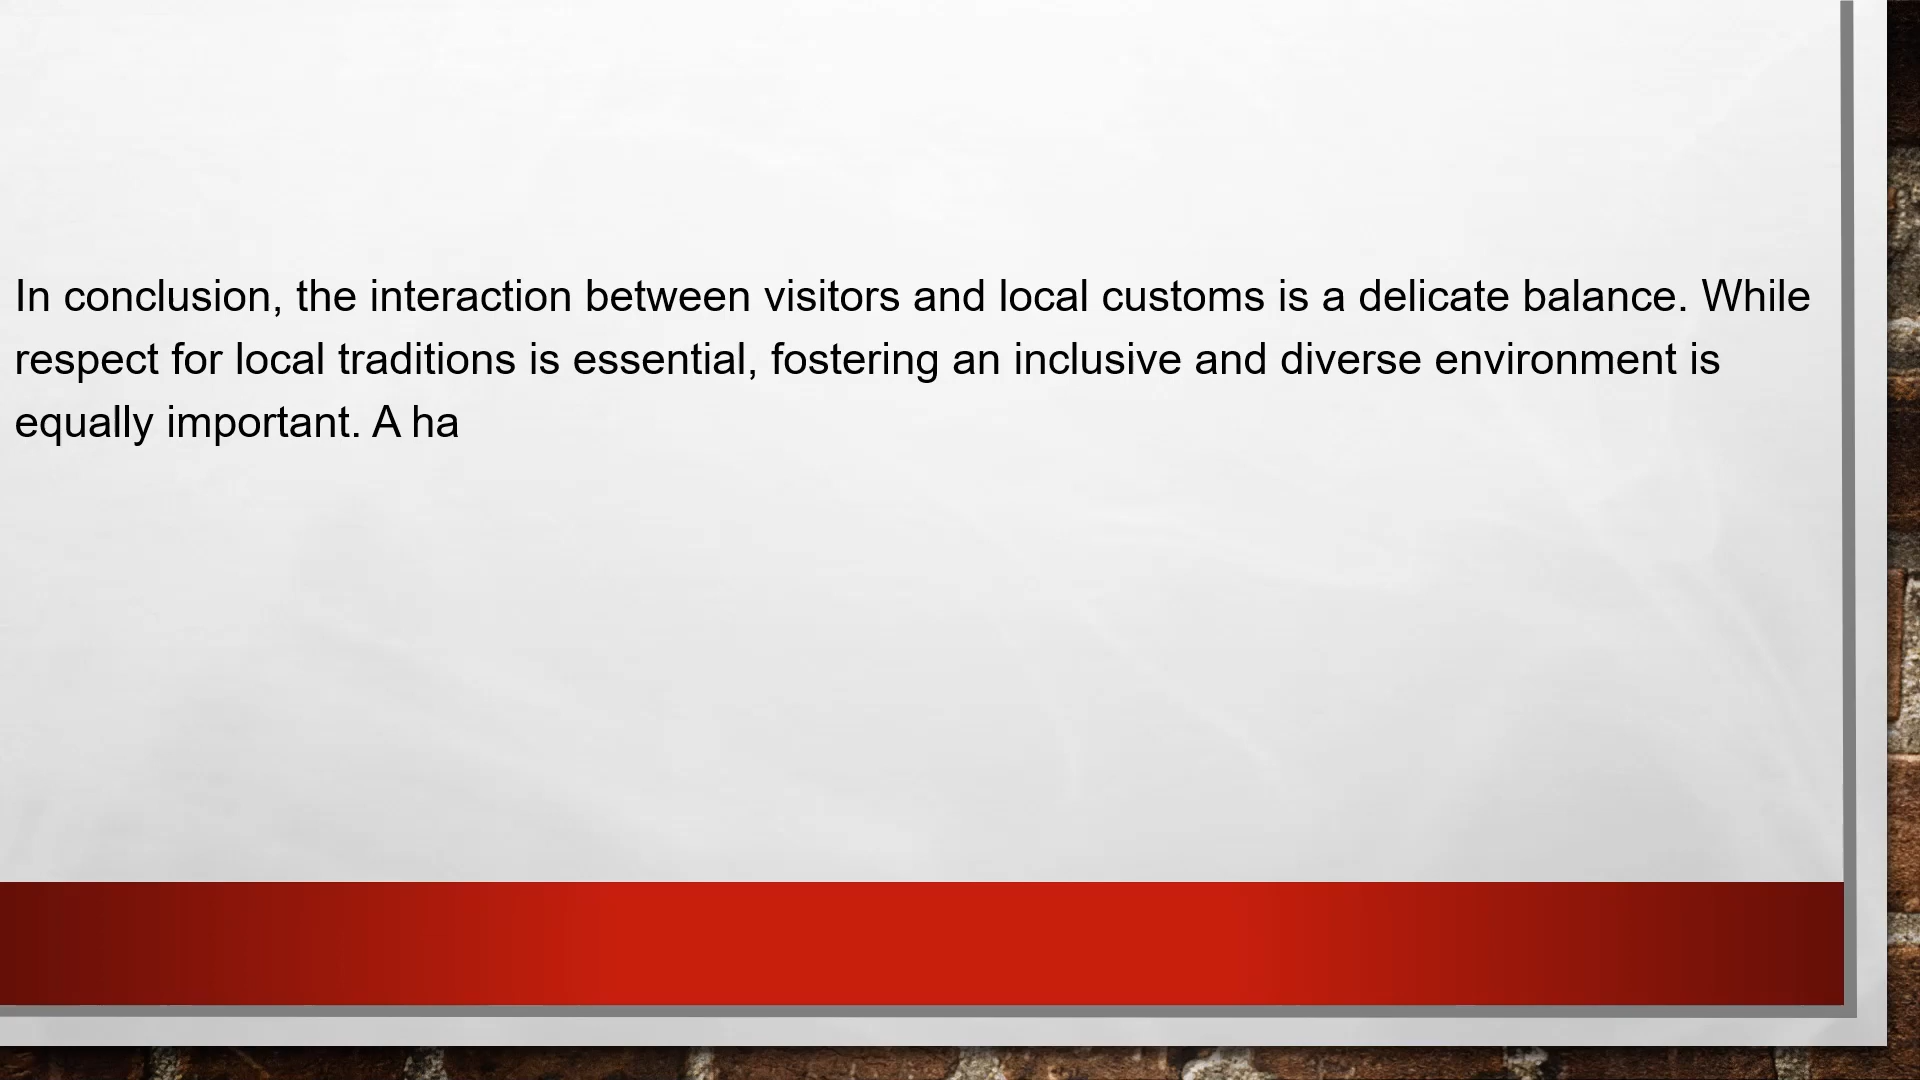 In conclusion, the interaction between visitors and local customs is a delicate balance. While
respect for local traditions is essential, fostering an inclusive and diverse environment is
equally important. A ha